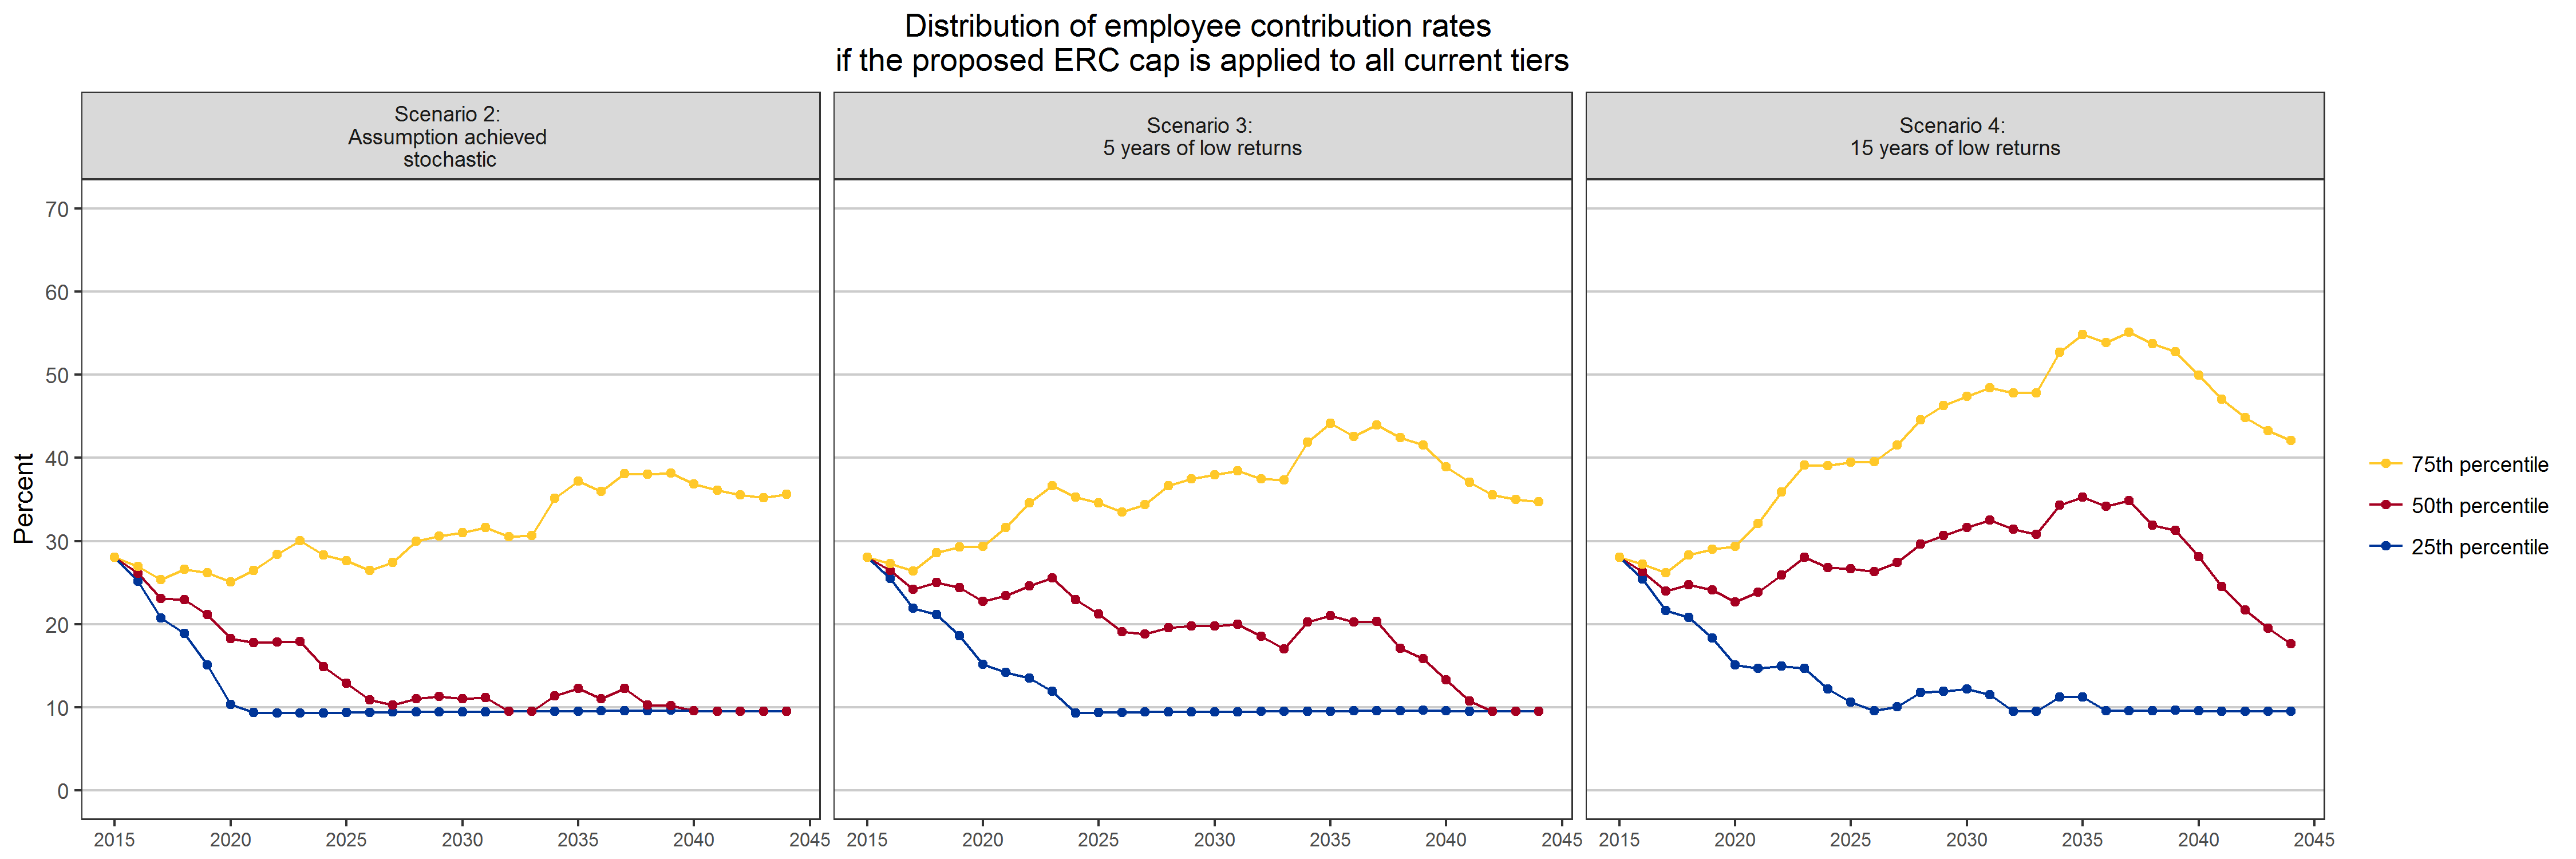 Distribution of employee contribution rates
if the proposed ERC cap is applied to all current tiers
Scenario 2:
Assumption achieved
stochastic
Scenario 3:
5 years of low returns
Scenario 4:
15 years of low returns
Percent
70
60
50
40
30
20
10
0
2015 2020 2025 2030 2035 2040 2045
2015 2020 2025 2030 2035 2040 2045
2015 2020 2025 2030 2035 2040 2045
75th percentile
50th percentile
25th percentile